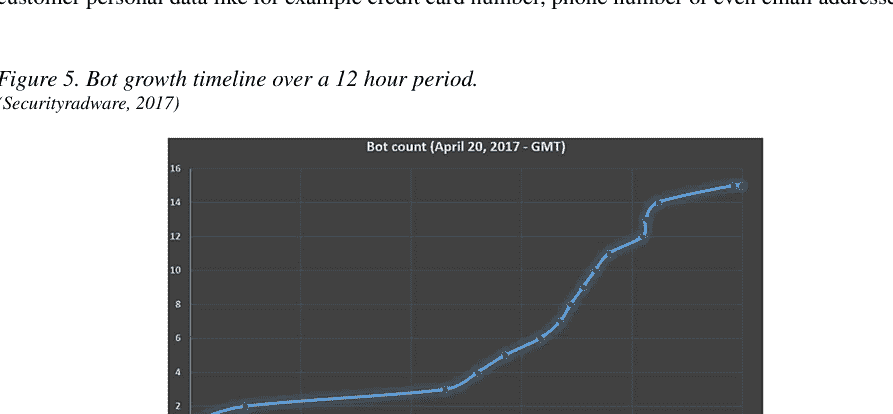 customer personal data like for example credit card number, phone number or even email
Figure 5. Bot growth timeline over a 12 hour period.
(Securityradware, 2017)
Bot count (April 20, 2017 - GMT)
16
14
12
10
8
6
4
2